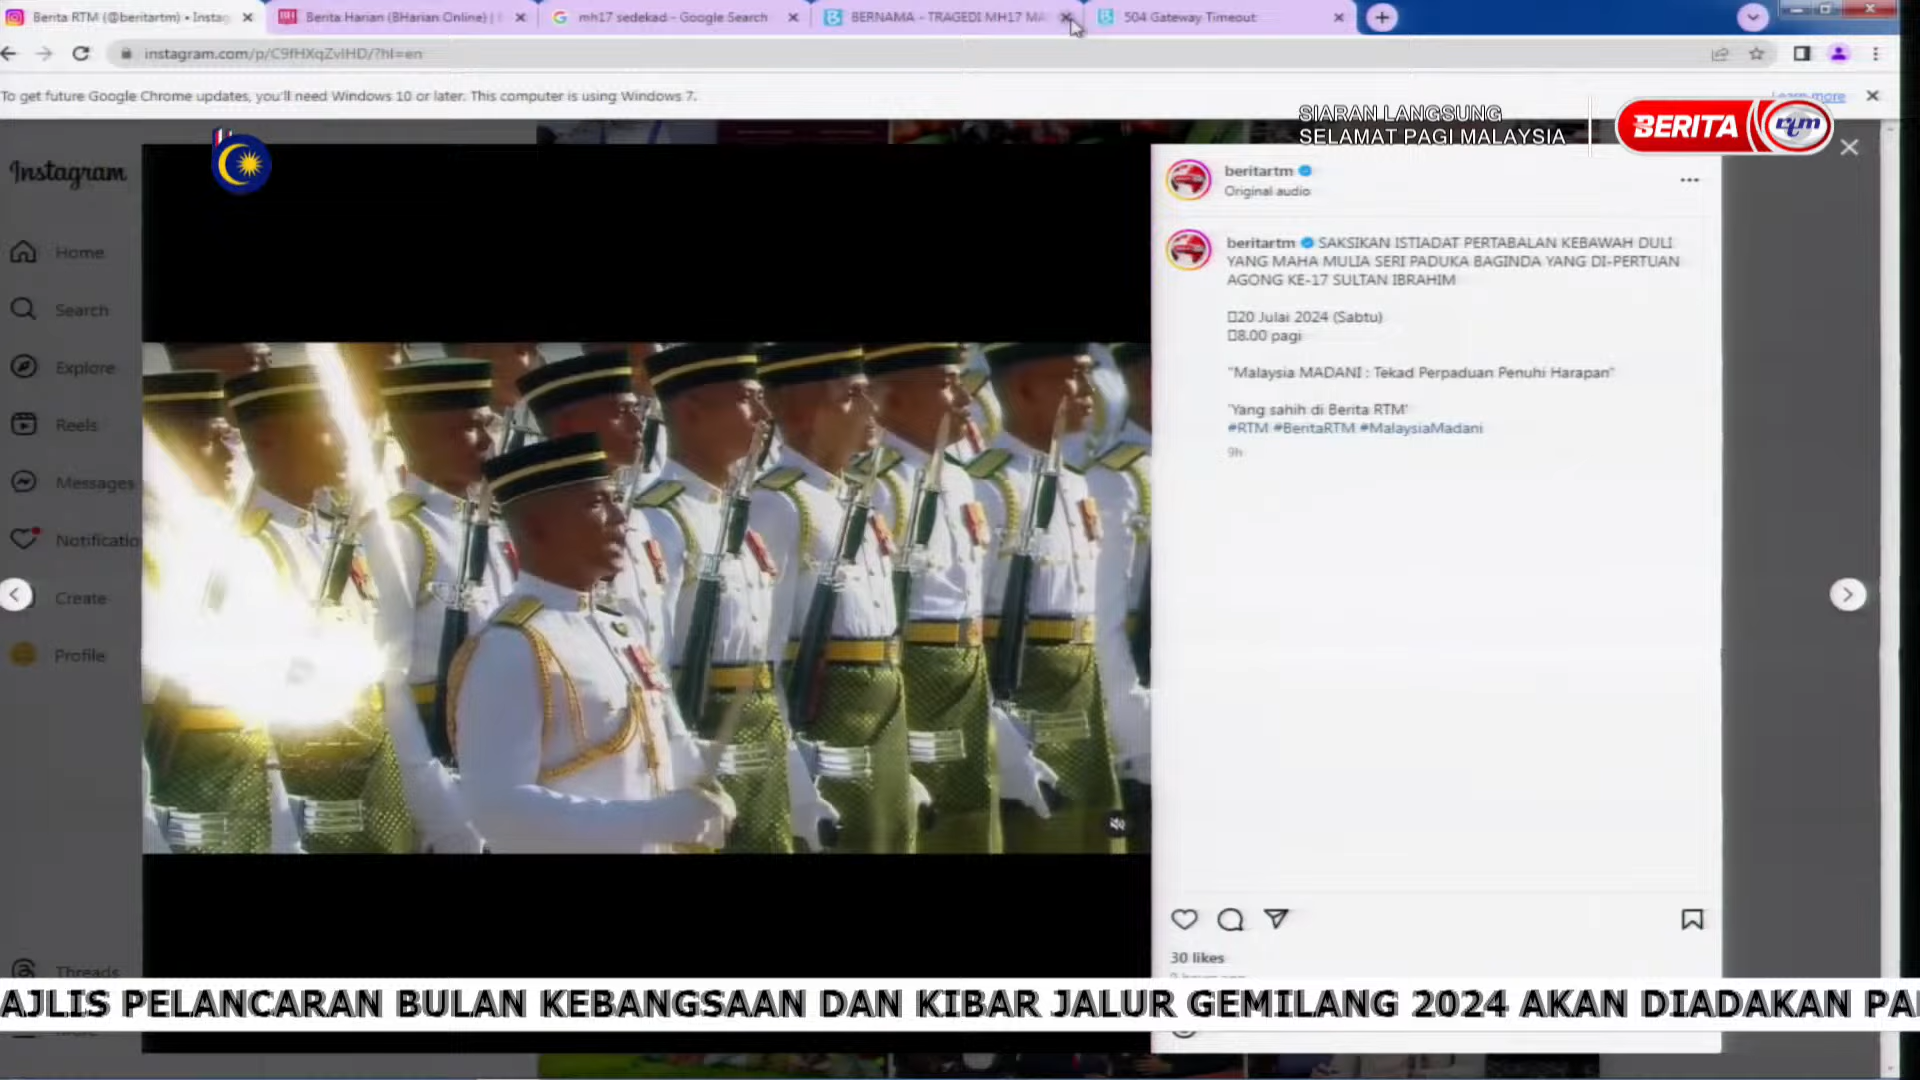 Berita RTM (@beritartm) • Insta
Berita Harian (BHarian Online) |
mh17 sedekad - Google Search
BERNAMA - TRAGEDI MH17 MA
504 Gateway Timeout
instagram.com/p/C9fHXqZvIHD/?hl=en
To get future Google Chrome updates, you'll need Windows 10 or later. This computer is using Windows 7.
Learn more
SIARAN LANGSUNG
SELAMAT PAGI MALAYSIA
BERITA rtm
Instagram
Home
Search
Explore
Reels
Messages
Notificatio
Create
Profile
Threads
beritartm
Original audio
beritartm SAKSIKAN ISTIADAT PERTABALAN KEBAWAH DULI
YANG MAHA MULIA SERI PADUKA BAGINDA YANG DI-PERTUAN
AGONG KE-17 SULTAN IBRAHIM
20 Julai 2024 (Sabtu)
8.00 pagi
"Malaysia MADANI : Tekad Perpaduan Penuhi Harapan"
'Yang sahih di Berita RTM'
#RTM #BeritaRTM #MalaysiaMadani
9h
30 likes
AJLIS PELANCARAN BULAN KEBANGSAAN DAN KIBAR JALUR GEMILANG 2024 AKAN DIADAKAN PA